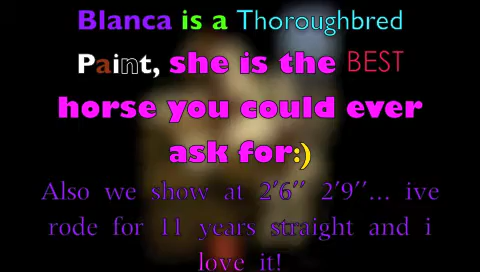 Blanca is a Thoroughbred
Paint, she is the BEST
horse you could ever
ask for:)
Also we show at 2'6'' 2'9''... ive
rode for 11 years straight and i
love it!